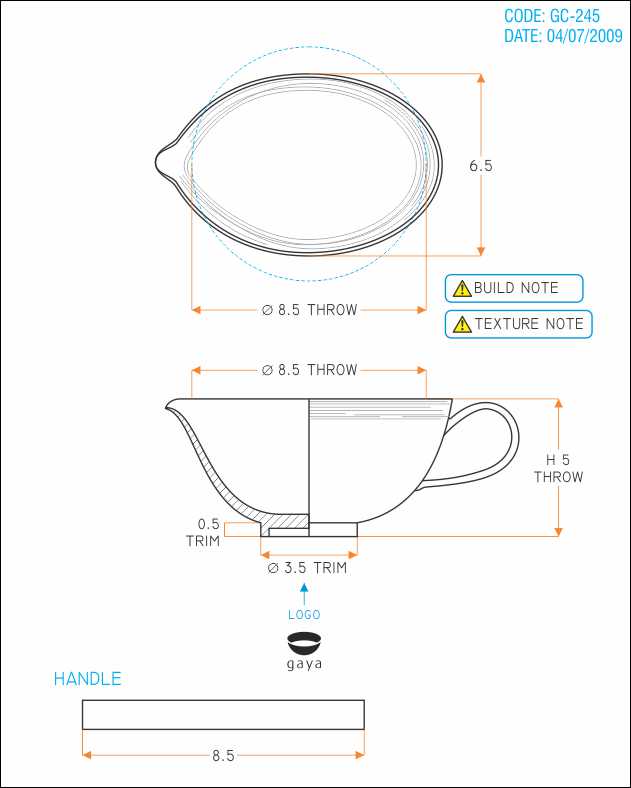 CODE: GC-245
DATE: 04/07/2009
6.5
BUILD NOTE
TEXTURE NOTE
∅ 8.5 THROW
∅ 8.5 THROW
H 5
THROW
0.5
TRIM
∅ 3.5 TRIM
LOGO
gaya
HANDLE
8.5